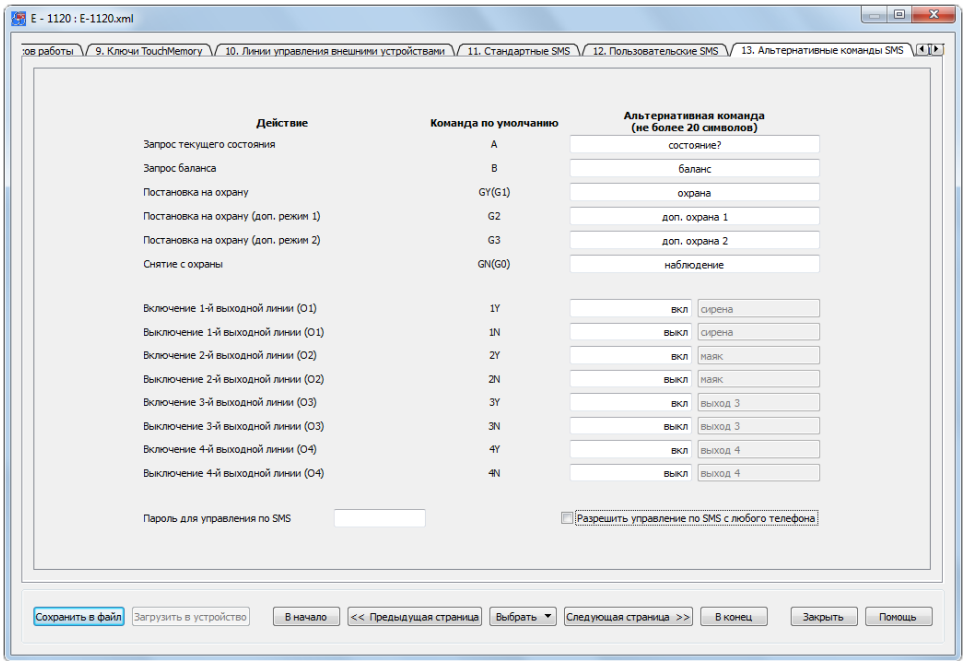 E - 1120 : E-1120.xml
ов работы 9. Ключи TouchMemory 10. Линии управления внешними устройствами 11. Стандартные SMS 12. Пользовательские SMS 13. Альтернативные команды SMS
Действие Команда по умолчанию Альтернативная команда
(не более 20 символов)
Запрос текущего состояния A состояние?
Запрос баланса B баланс
Постановка на охрану GY(G1) охрана
Постановка на охрану (доп. режим 1) G2 доп. охрана 1
Постановка на охрану (доп. режим 2) G3 доп. охрана 2
Снятие с охраны GN(G0) наблюдение
Включение 1-й выходной линии (O1) 1Y вкл сирена
Выключение 1-й выходной линии (O1) 1N выкл сирена
Включение 2-й выходной линии (O2) 2Y вкл маяк
Выключение 2-й выходной линии (O2) 2N выкл маяк
Включение 3-й выходной линии (O3) 3Y вкл выход 3
Выключение 3-й выходной линии (O3) 3N выкл выход 3
Включение 4-й выходной линии (O4) 4Y вкл выход 4
Выключение 4-й выходной линии (O4) 4N выкл выход 4
Пароль для управления по SMS Разрешить управление по SMS с любого телефона
Сохранить в файл Загрузить в устройство В начало << Предыдущая страница Выбрать Следующая страница >> В конец Закрыть Помощь